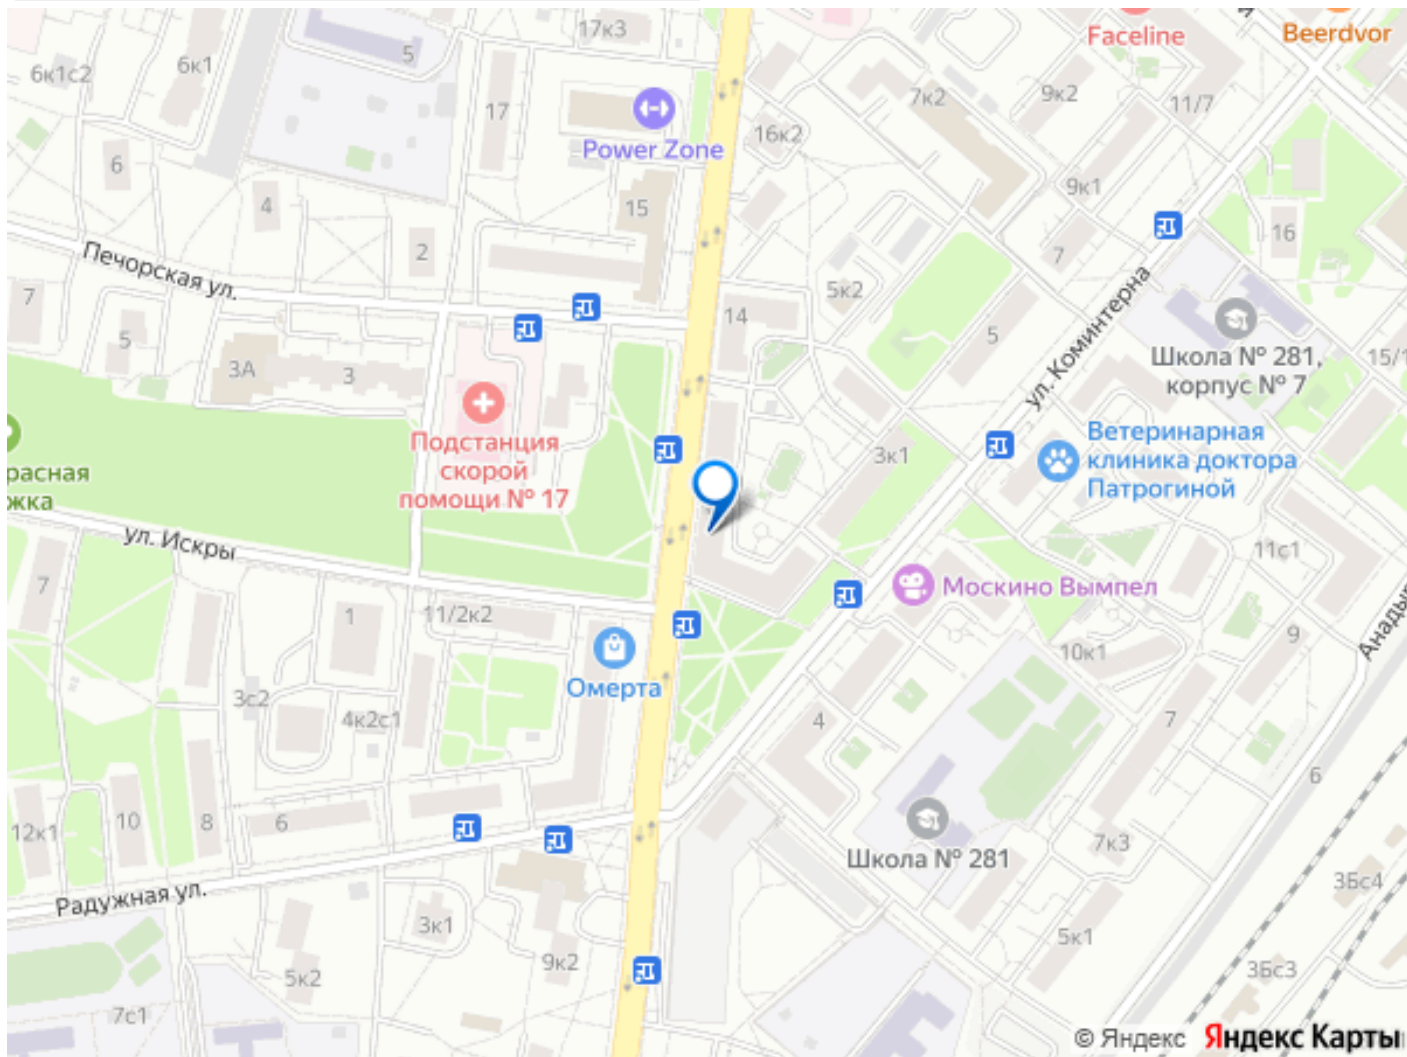 17к3
Faceline
Beerdvor
5
6к1
6к1с2
17
7к2
9к2
11/7
16к2
Power Zone
6
9к1
4
15
16
2
7
Печорская ул.
7
5к2
14
5
5
ул. Коминтерна
Школа № 281,
корпус № 7
15/1
3А
3
Подстанция
скорой
помощи № 17
Ветеринарная
клиника доктора
Патрогиной
3к1
расная
жка
ул. Искры
11с1
7
Москино Вымпел
1
11/2к2
9
10к1
Анадыр
Омерта
3с2
4к2с1
4
7
6
12к1
10
8
6
7к3
Школа № 281
3Бс4
Радужная ул.
3к1
5к1
9к2
3Бс3
5к2
7с1
© Яндекс Яндекс Карты